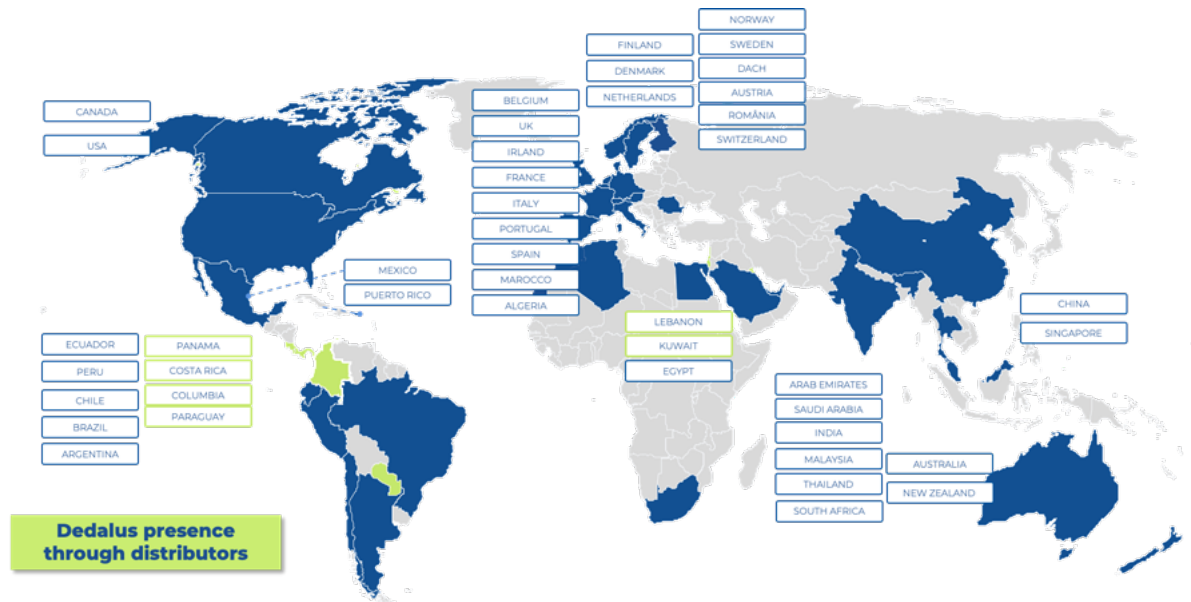 NORWAY
FINLAND
SWEDEN
DENMARK
DACH
NETHERLANDS
AUSTRIA
ROMÂNIA
SWITZERLAND
CANADA
USA
BELGIUM
UK
IRLAND
FRANCE
ITALY
PORTUGAL
SPAIN
MAROCCO
ALGERIA
MEXICO
PUERTO RICO
LEBANON
KUWAIT
EGYPT
CHINA
SINGAPORE
ECUADOR
PERU
CHILE
BRAZIL
ARGENTINA
PANAMA
COSTA RICA
COLUMBIA
PARAGUAY
ARAB EMIRATES
SAUDI ARABIA
INDIA
MALAYSIA
THAILAND
SOUTH AFRICA
AUSTRALIA
NEW ZEALAND
Dedalus presence
through distributors